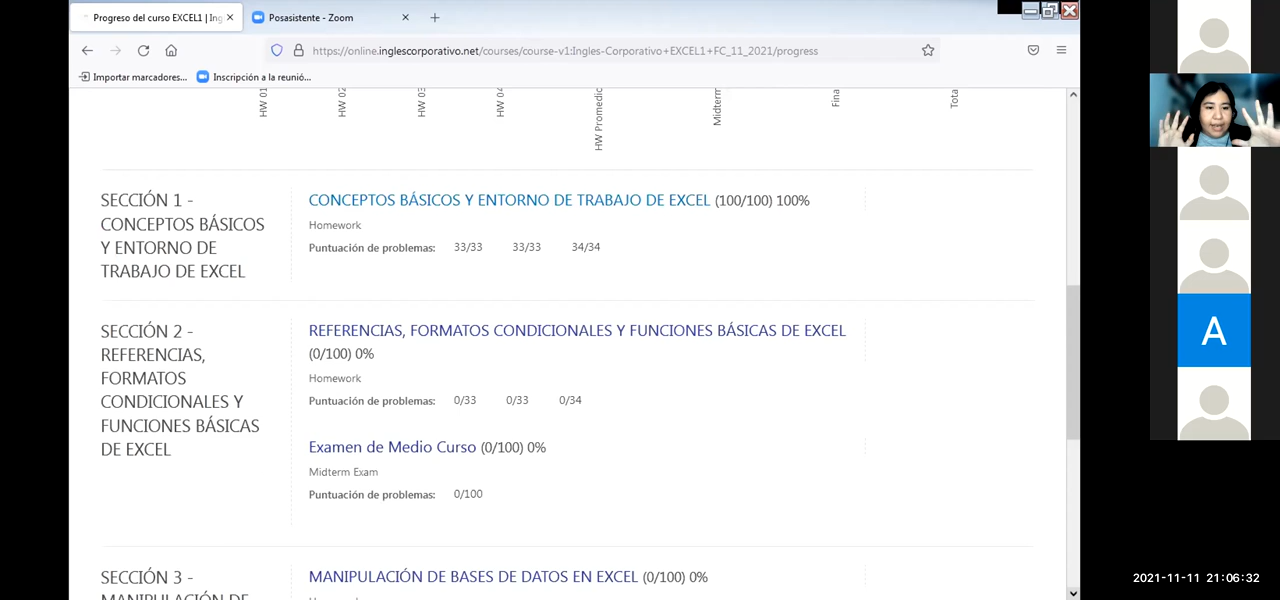 Progreso del curso EXCEL1 | Ing
Posasistente - Zoom
https://online.inglescorporativo.net/courses/course-v1:Ingles-Corporativo+EXCEL1+FC_11_2021/progress
Importar marcadores...
Inscripción a la reunió...
HW 01
HW 02
HW 03
HW 04
HW Promedio
Midterm
Fina
Tota
SECCIÓN 1 -
CONCEPTOS BÁSICOS
Y ENTORNO DE
TRABAJO DE EXCEL
CONCEPTOS BÁSICOS Y ENTORNO DE TRABAJO DE EXCEL (100/100) 100%
Homework
Puntuación de problemas: 33/33 33/33 34/34
SECCIÓN 2 -
REFERENCIAS,
FORMATOS
CONDICIONALES Y
FUNCIONES BÁSICAS
DE EXCEL
REFERENCIAS, FORMATOS CONDICIONALES Y FUNCIONES BÁSICAS DE EXCEL
(0/100) 0%
Homework
Puntuación de problemas: 0/33 0/33 0/34
Examen de Medio Curso (0/100) 0%
Midterm Exam
Puntuación de problemas: 0/100
SECCIÓN 3 -
MANIPULACIÓN DE
MANIPULACIÓN DE BASES DE DATOS EN EXCEL (0/100) 0%
A
2021-11-11 21:06:32